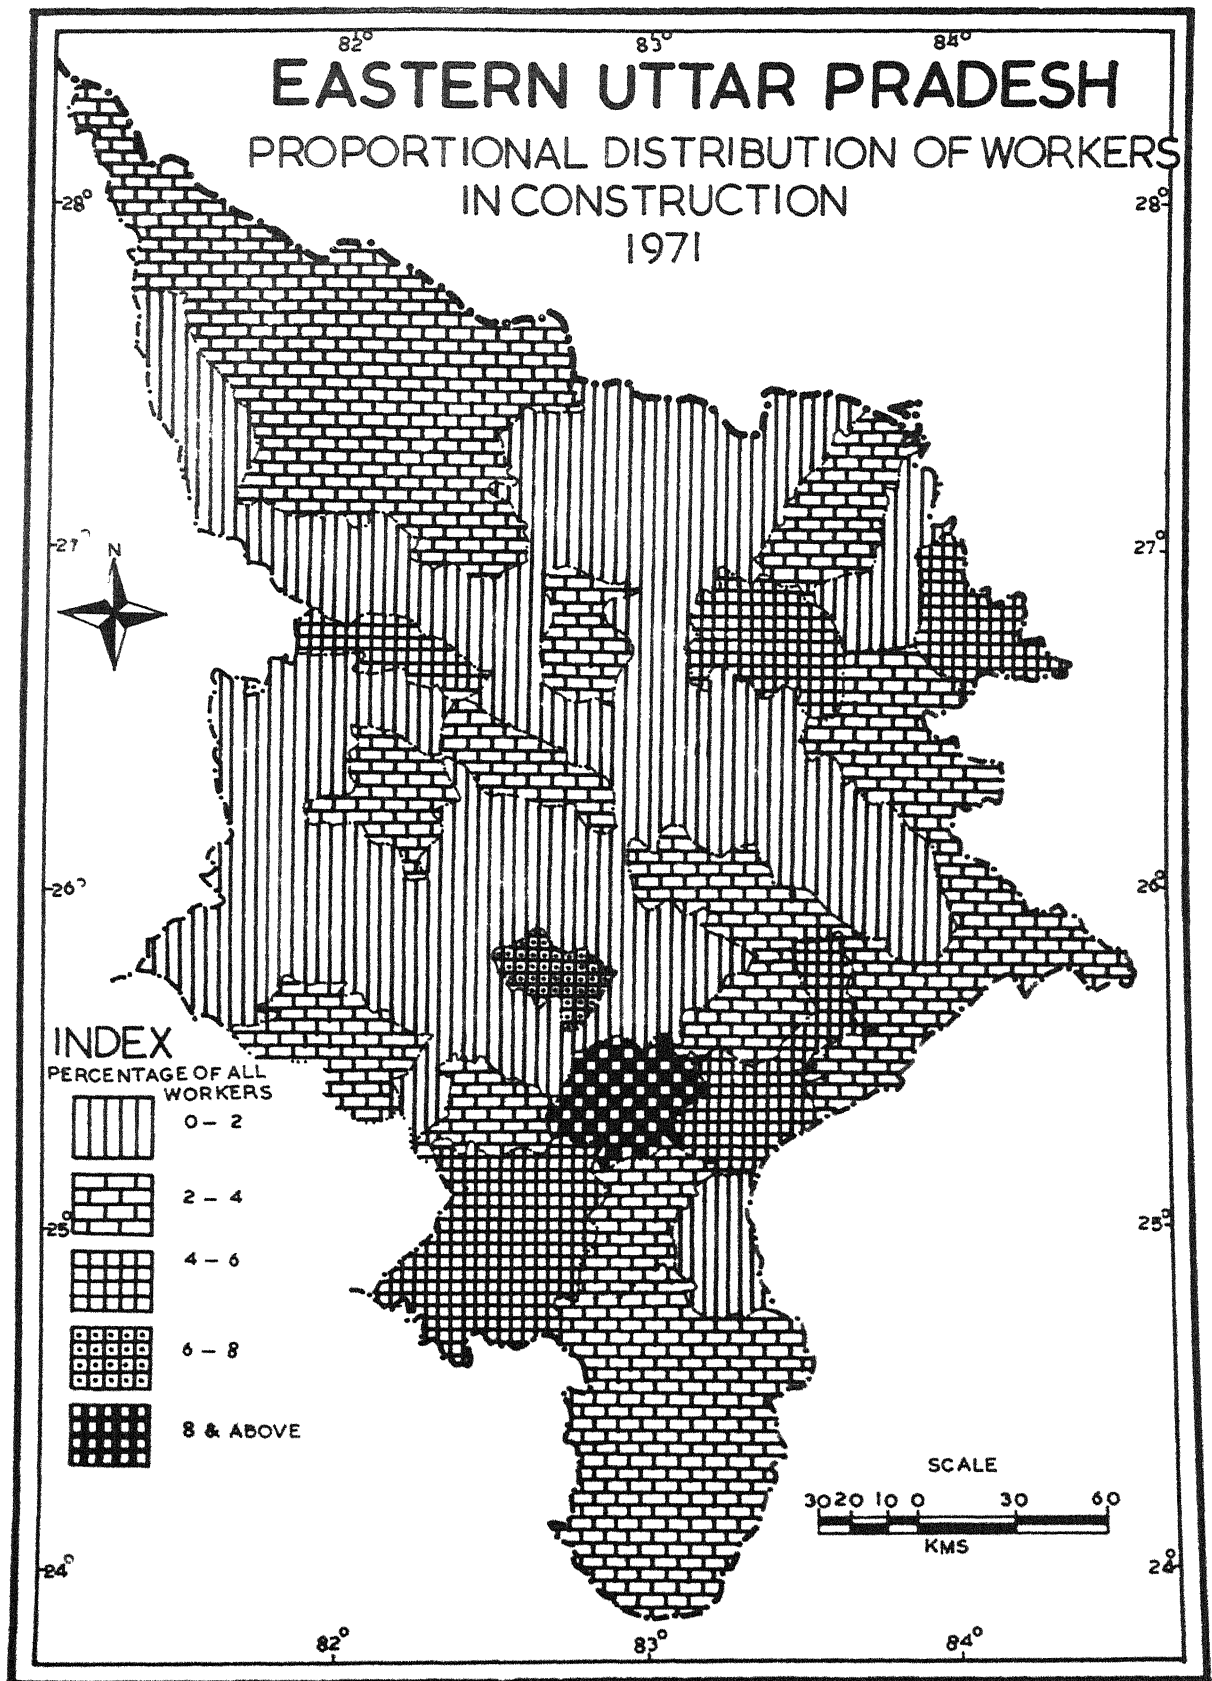 82° 83° 84°
EASTERN UTTAR PRADESH
PROPORTIONAL DISTRIBUTION OF WORKERS
IN CONSTRUCTION
1971
28° 28°
27° 27°
N
26° 26°
INDEX
PERCENTAGE OF ALL
WORKERS
0 – 2
2 – 4
25° 25°
4 – 6
6 – 8
8 & ABOVE
SCALE
30 20 10 0 30 60
KMS
24° 24°
82° 83° 84°